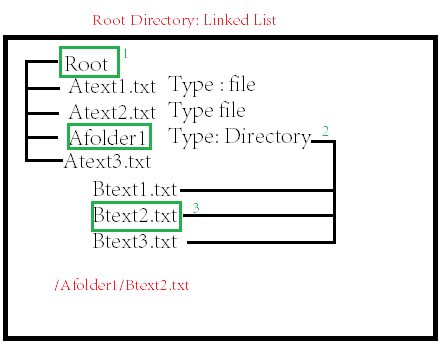 Root Directory: Linked List
Root 1
Atext1.txt Type : file
Atext2.txt Type file
Afolder1 Type: Directory 2
Atext3.txt
Btext1.txt
Btext2.txt 3
Btext3.txt
/Afolder1/Btext2.txt